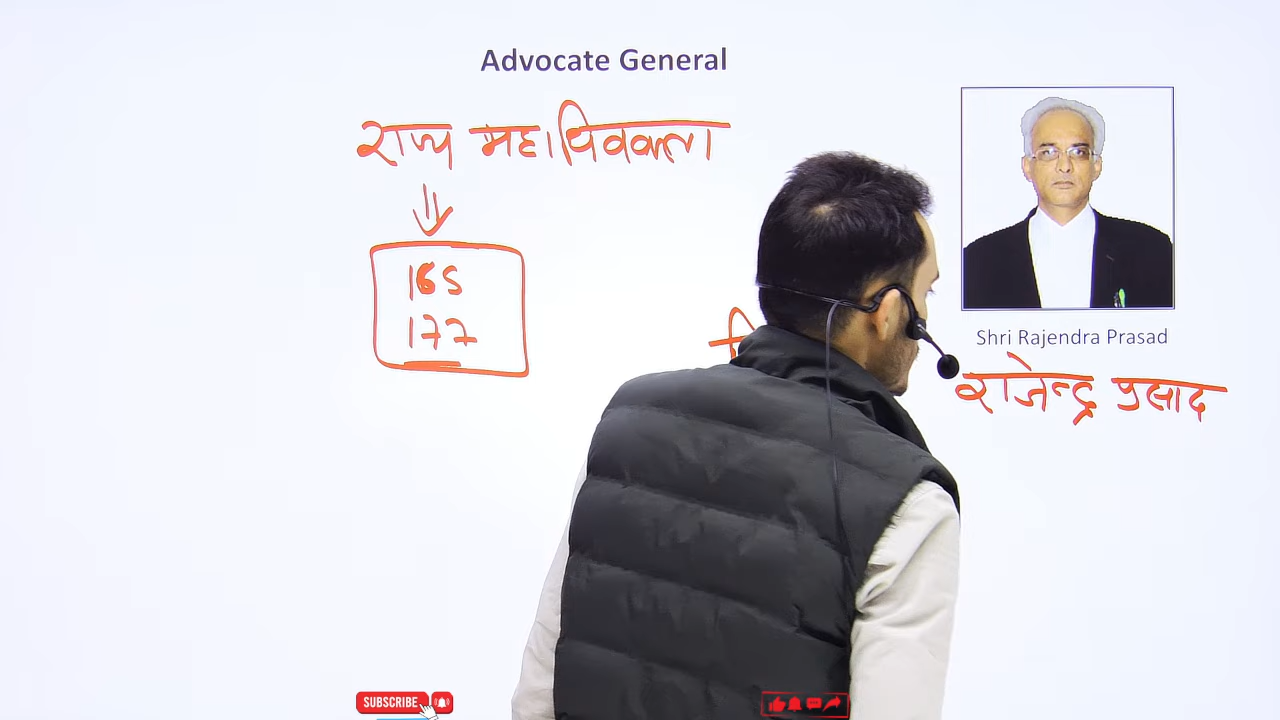 Advocate General
राज्य महाधिवक्ता
165
177
Shri Rajendra Prasad
राजेन्द्र प्रसाद
SUBSCRIBE